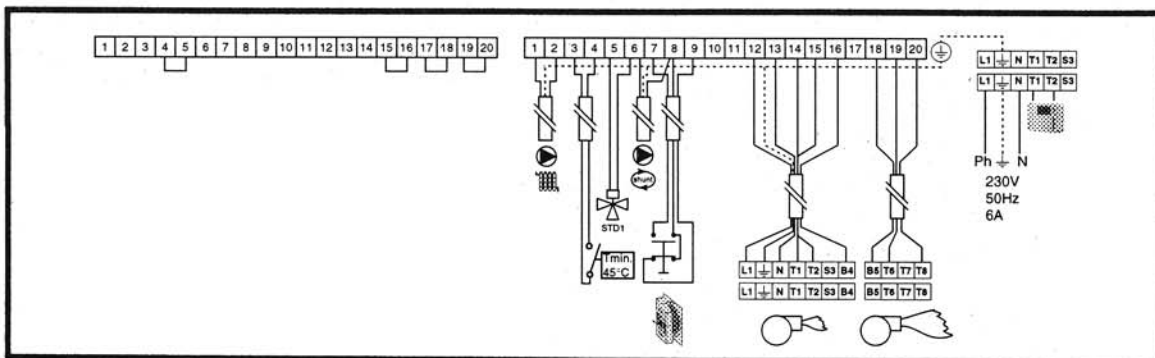 1 2 3 4 5 6 7 8 9 10 11 12 13 14 15 16 17 18 19 20
1 2 3 4 5 6 7 8 9 10 11 12 13 14 15 16 17 18 19 20
L1 N T1 T2 S3
L1 N T1 T2 S3
Ph N
230V
50Hz
6A
shunt
STD1
Tmin.
45°C
L1 N T1 T2 S3 B4
L1 N T1 T2 S3 B4
B5 T6 T7 T8
B5 T6 T7 T8